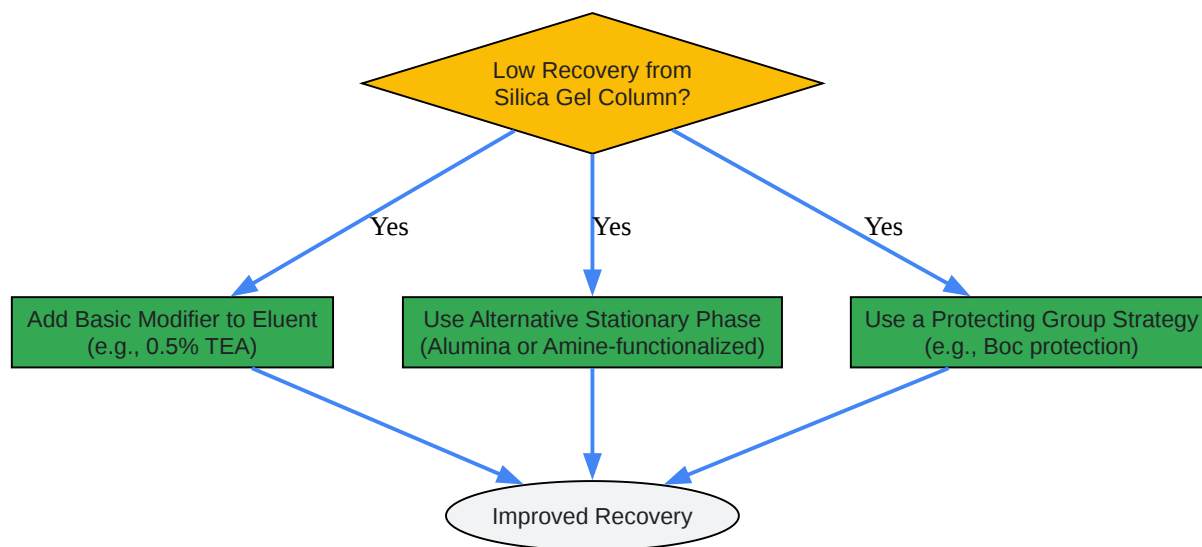 Low Recovery from
Silica Gel Column?
Yes
Yes
Yes
Add Basic Modifier to Eluent
(e.g., 0.5% TEA)
Use Alternative Stationary Phase
(Alumina or Amine-functionalized)
Use a Protecting Group Strategy
(e.g., Boc protection)
Improved Recovery